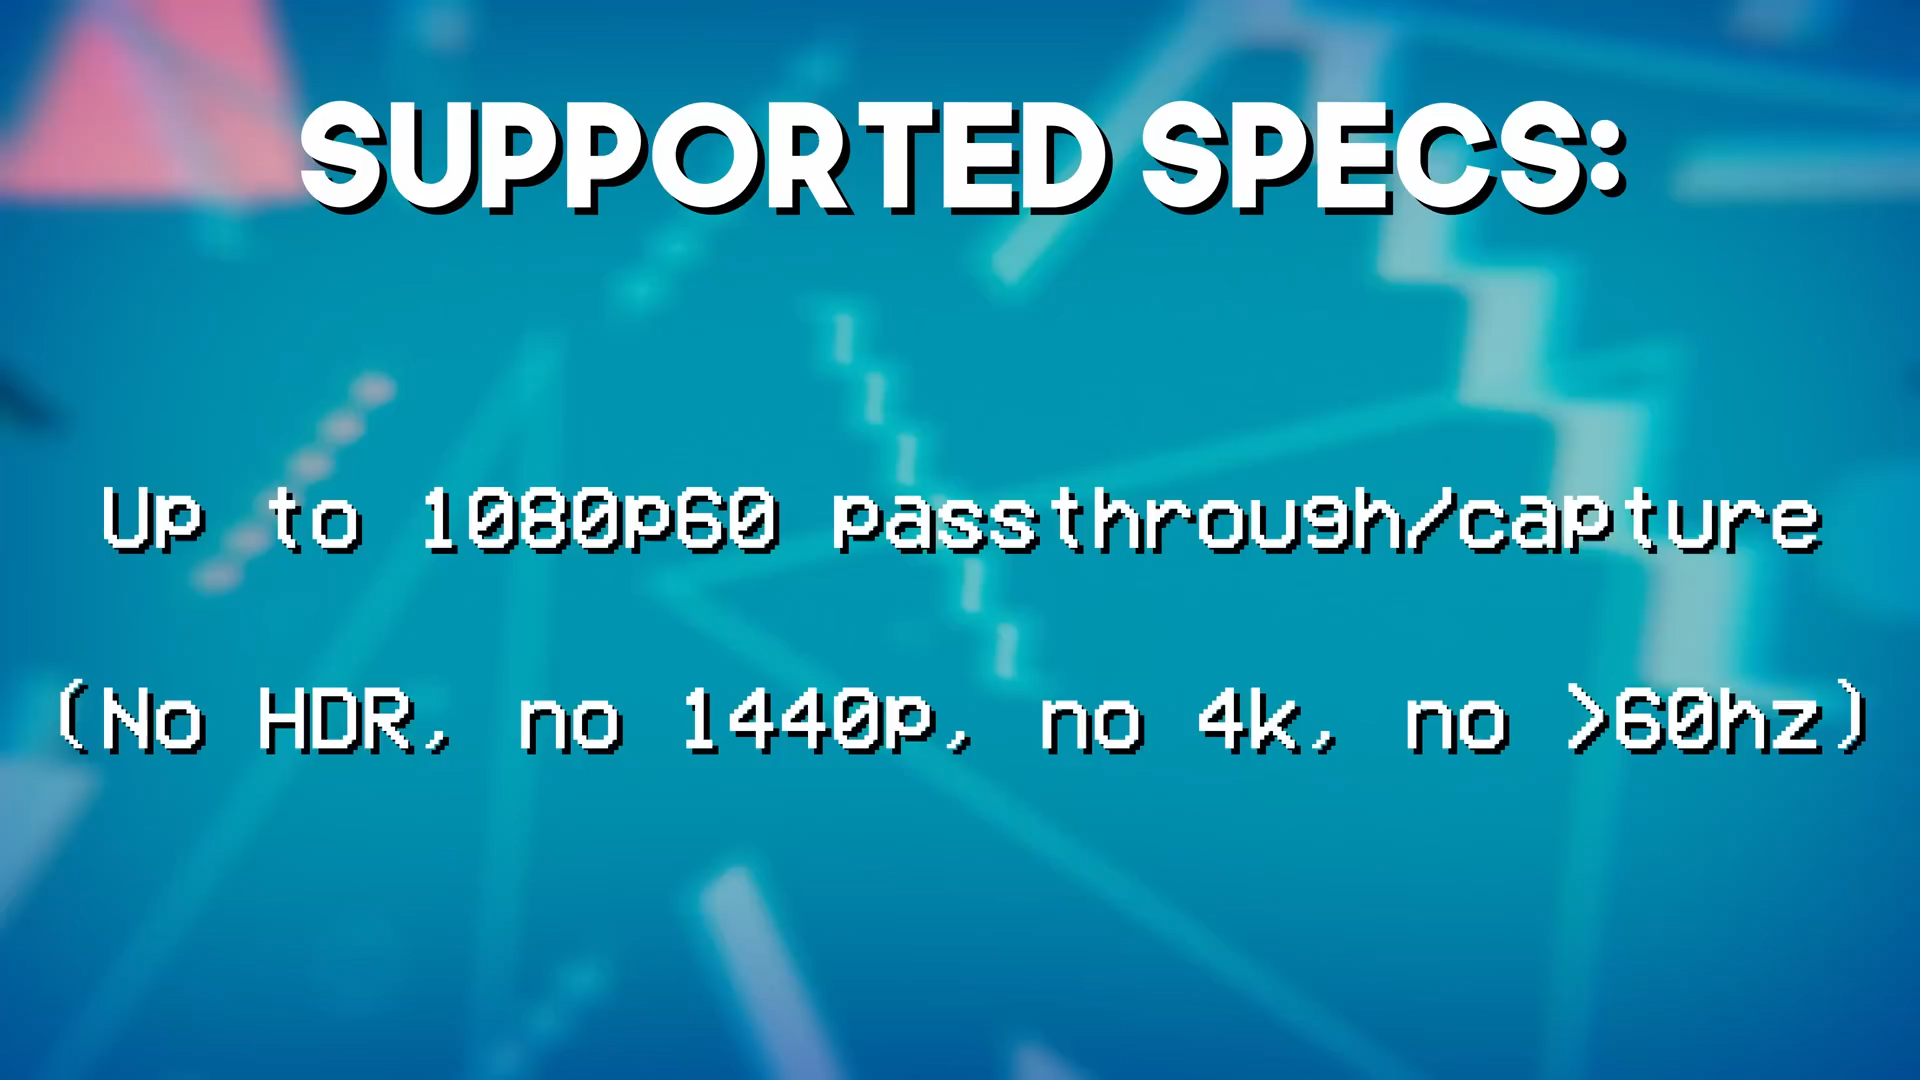 SUPPORTED SPECS:
Up to 1080p60 passthrough/capture
(No HDR, no 1440p, no 4k, no >60hz)